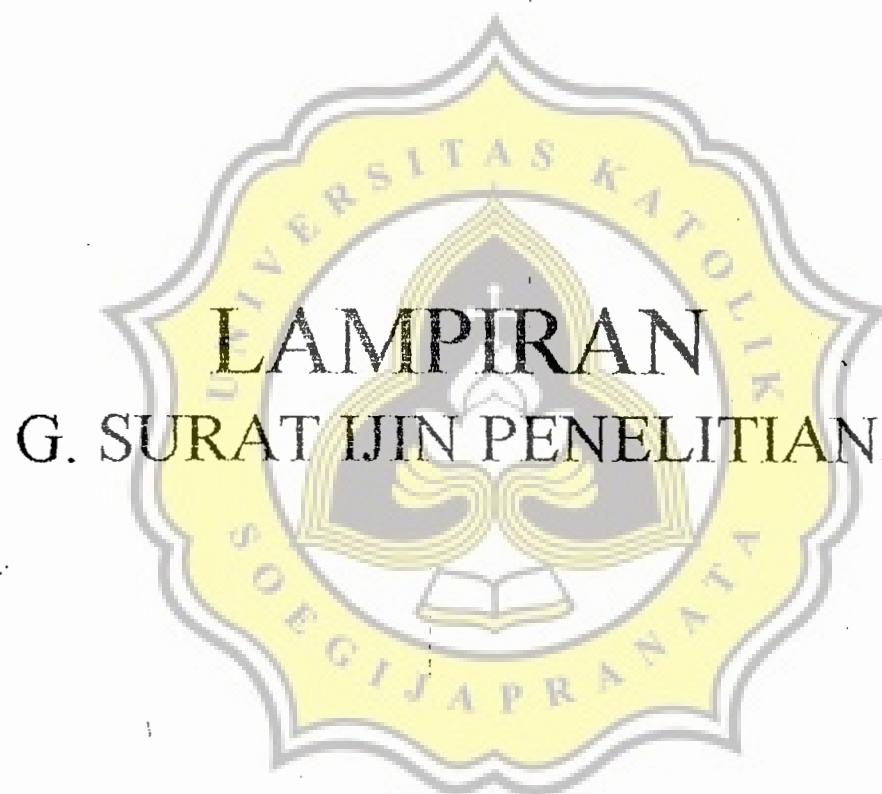 UNIVERSITAS KATOLIK
LAMPIRAN
G. SURAT IJIN PENELITIAN
SOEGIJAPRANATA